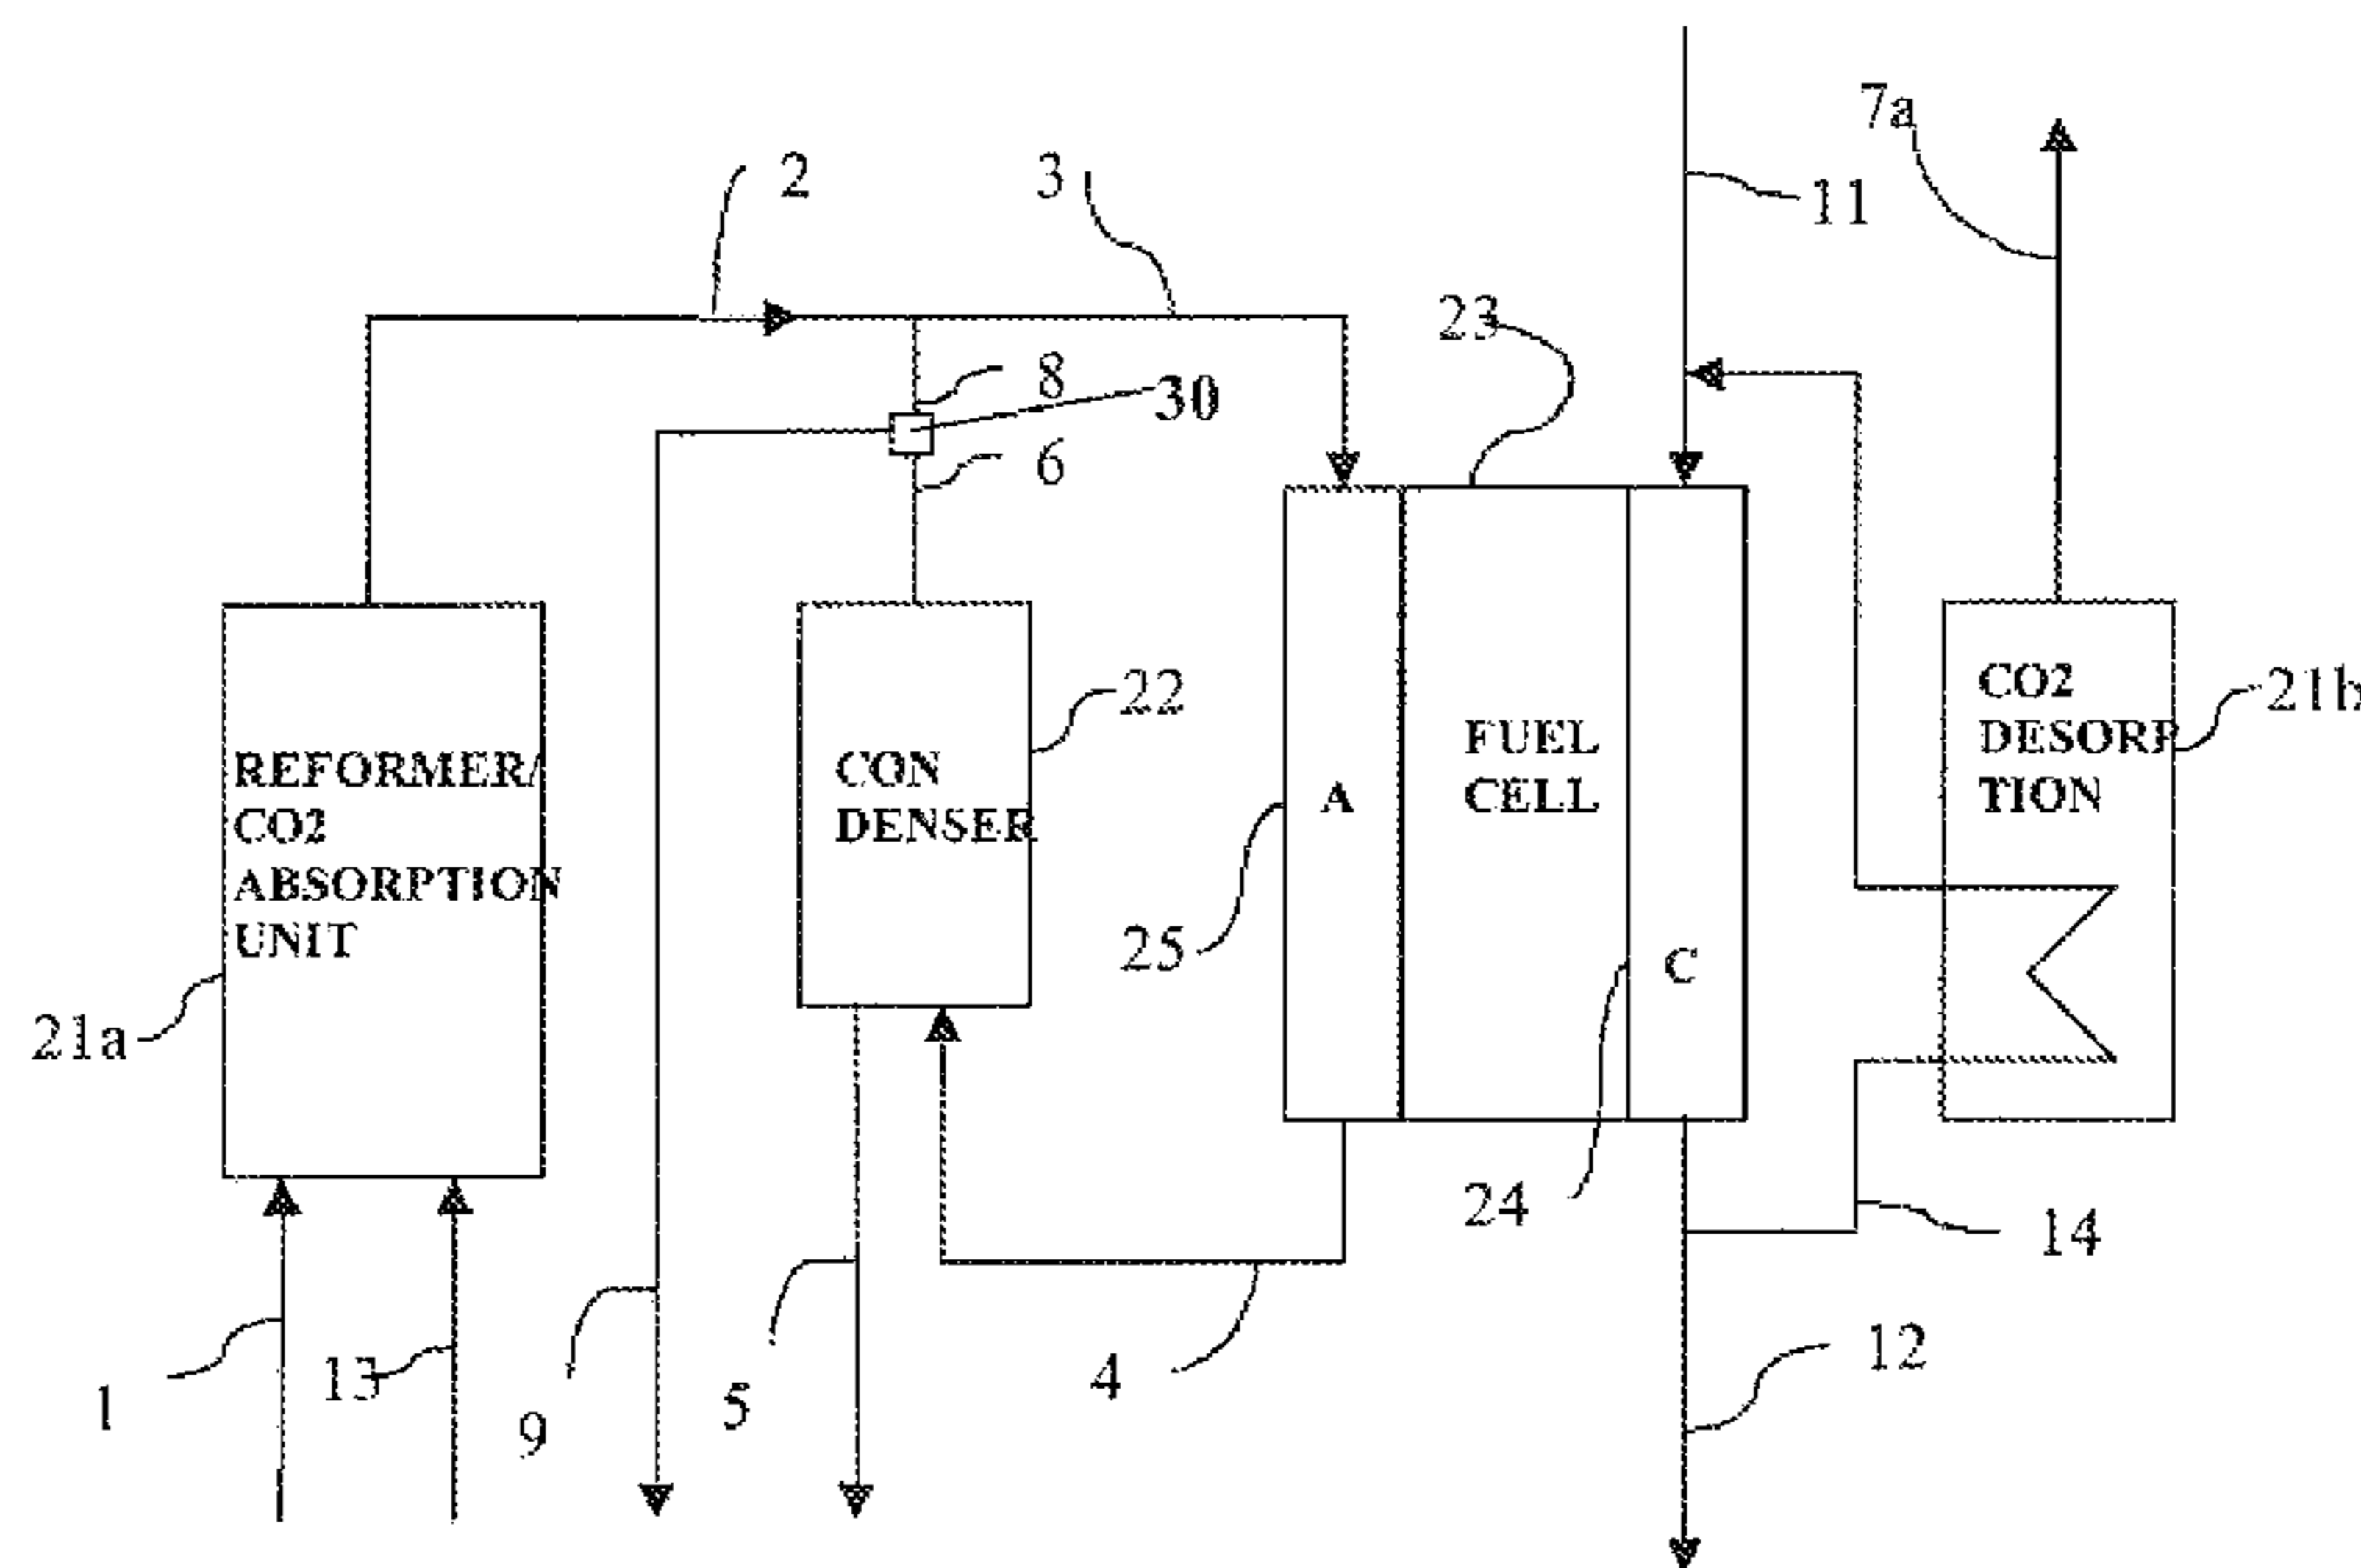 7a
2
3
11
23
8
30
6
22
CO2
DESORP
TION
21b
REFORMER/
CO2
ABSORPTION
UNIT
CON
DENSER
A
FUEL
CELL
25
C
21a
24
14
1
13
9
5
4
12